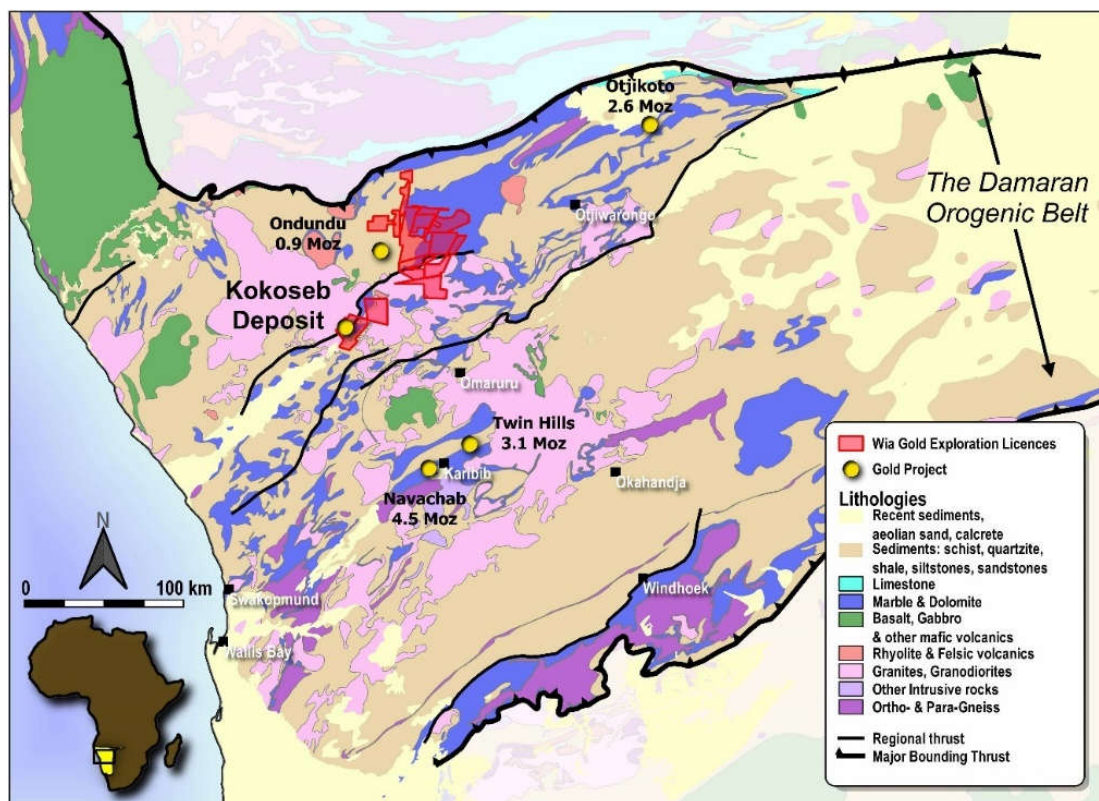 Otjikoto
2.6 Moz
The Damaran
Orogenic Belt
Otjiwarongo
Ondundu
0.9 Moz
Kokoseb
Deposit
Omaruru
Twin Hills
3.1 Moz
Karibib
Okahandja
Navachab
4.5 Moz
N
0 100 km
Swakopmund
Windhoek
Wallis Bay
Wia Gold Exploration Licences
Gold Project
Lithologies
Recent sediments,
aeolian sand, calcrete
Sediments: schist, quartzite,
shale, siltstones, sandstones
Limestone
Marble & Dolomite
Basalt, Gabbro
& other mafic volcanics
Rhyolite & Felsic volcanics
Granites, Granodiorites
Other Intrusive rocks
Ortho- & Para-Gneiss
Regional thrust
Major Bounding Thrust